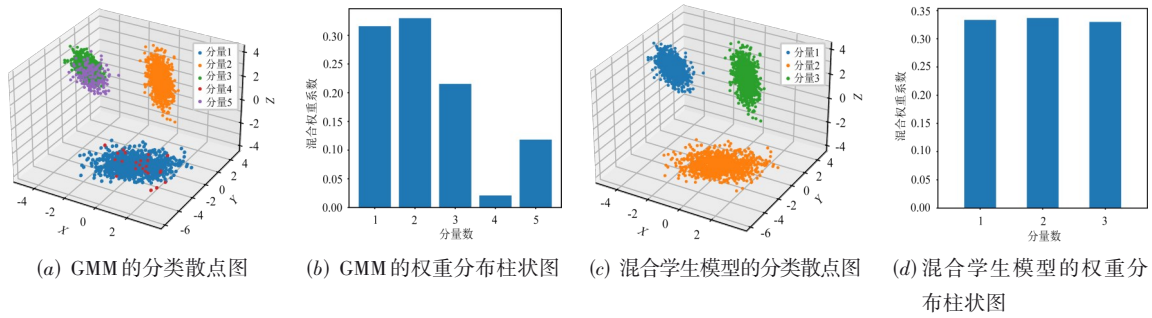 分量1
分量2
分量3
分量4
分量5
4
2
0
-2
-4
Z
-4
-2
0
2
X
-6
-4
-2
0
2
4
Y
混合权重系数
0.30
0.25
0.20
0.15
0.10
0.05
0.00
1 2 3 4 5
分量数
分量1
分量2
分量3
4
2
0
-2
-4
Z
-4
-2
0
2
X
-6
-4
-2
0
2
4
Y
混合权重系数
0.35
0.30
0.25
0.20
0.15
0.10
0.05
0.00
1 2 3
分量数
(a) GMM的分类散点图
(b) GMM的权重分布柱状图
(c) 混合学生模型的分类散点图
(d) 混合学生模型的权重分
布柱状图